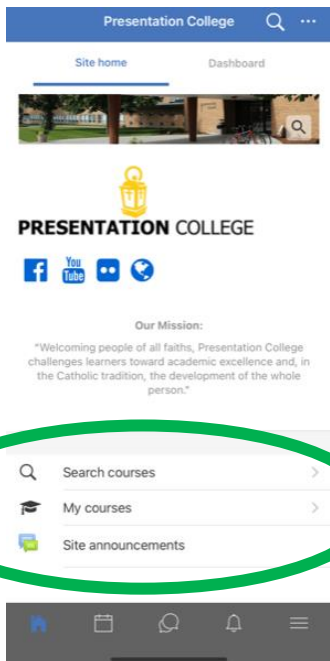 Presentation College
Site home Dashboard
PRESENTATION COLLEGE
f You Tube
Our Mission:
"Welcoming people of all faiths, Presentation College
challenges learners toward academic excellence and, in
the Catholic tradition, the development of the whole
person."
Search courses
My courses
Site announcements